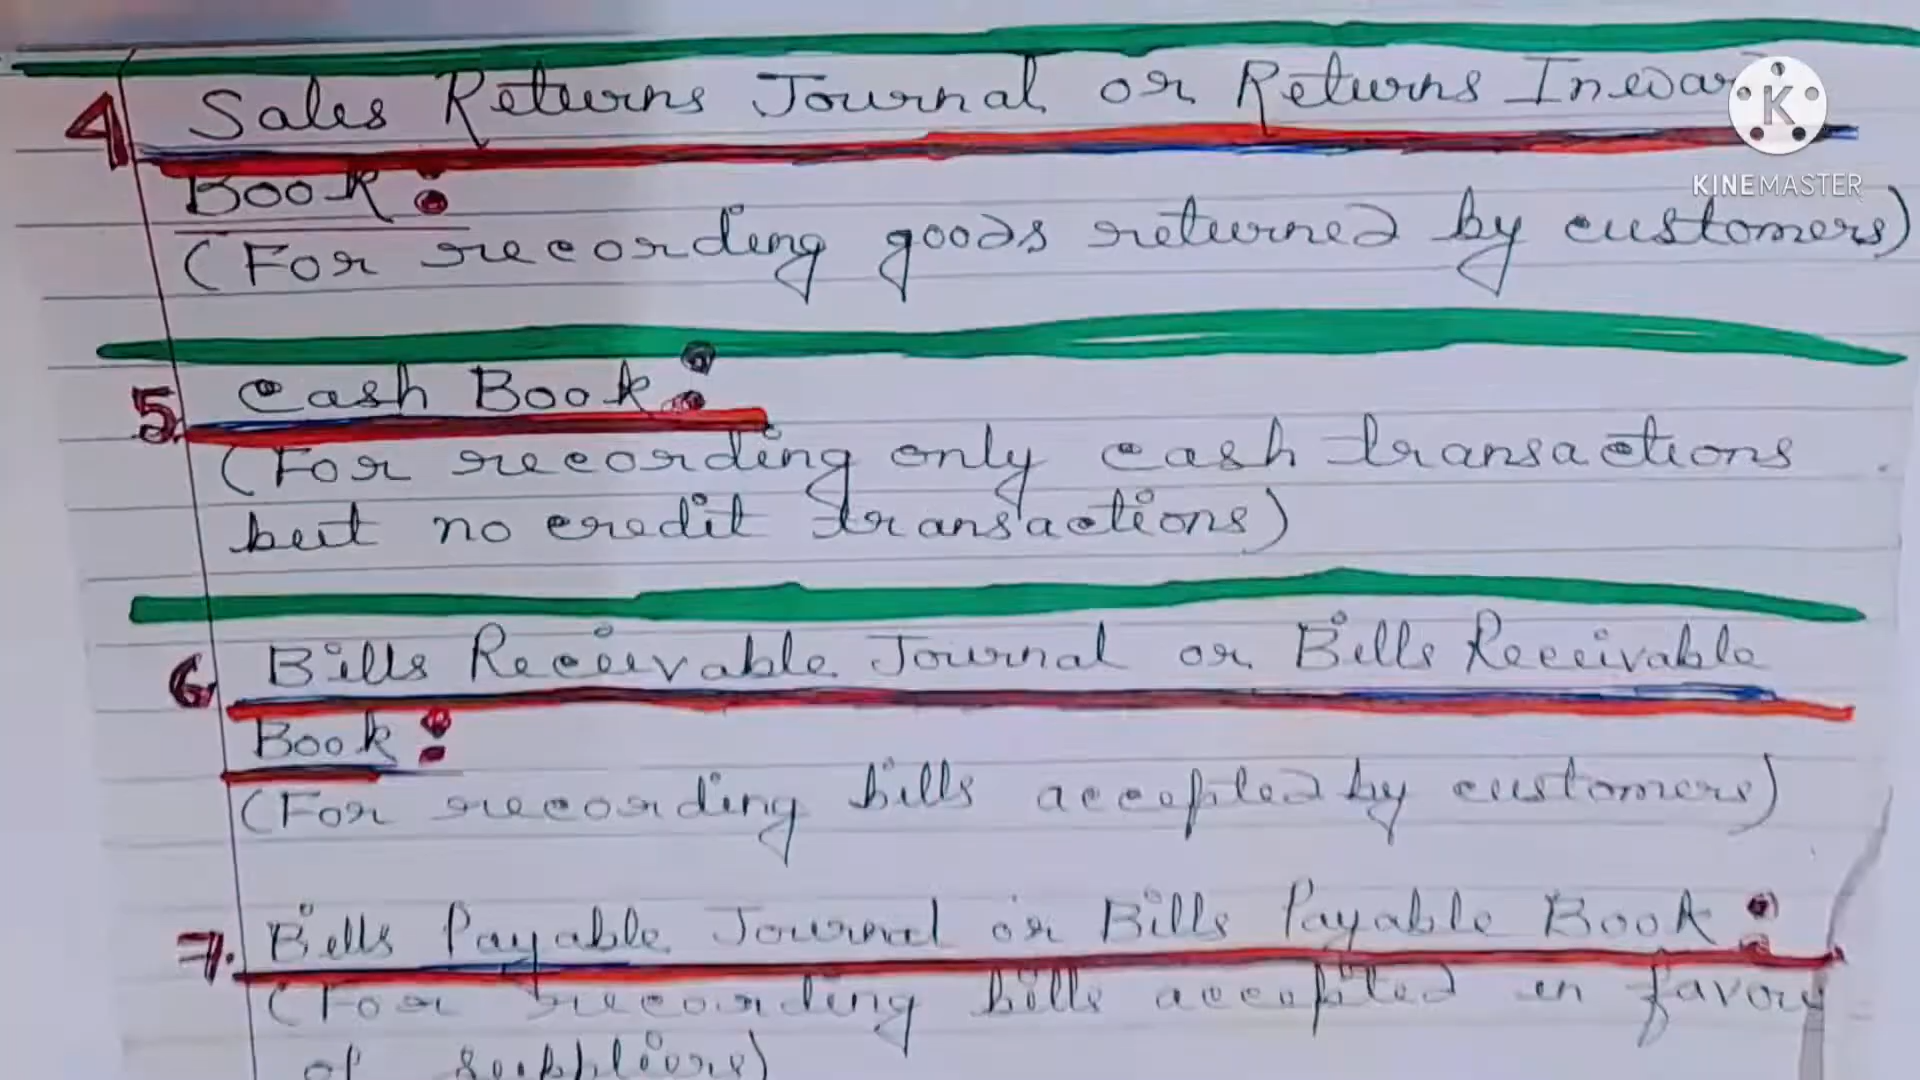 4 Sales Returns Journal or Returns Inward
Book :
(For recording goods returned by customers)
5. Cash Book :
(For recording only cash transactions
but no credit transactions)
6. Bills Receivable Journal or Bills Receivable
Book :
(For recording bills accepted by customers)
7. Bills Payable Journal or Bills Payable Book :
(For recording bills accepted in favour
of suppliers)
K
KINEMASTER